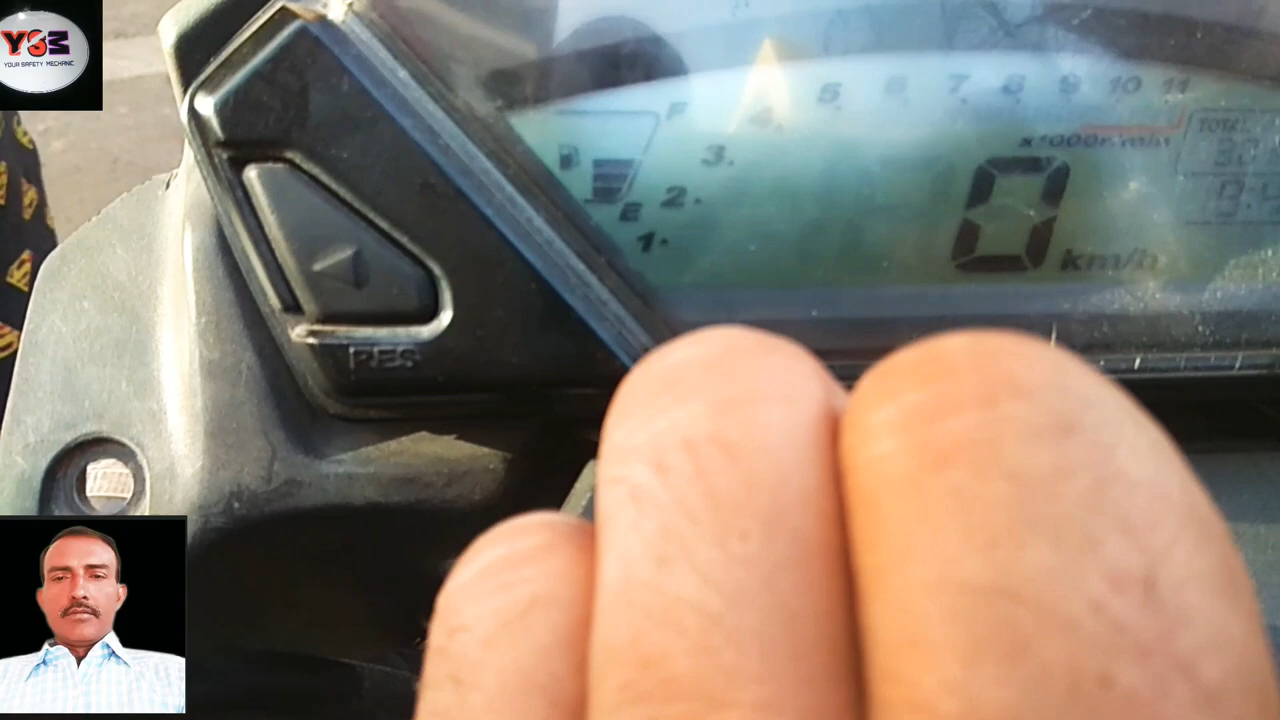 YSM
YOUR SAFETY MECHANIC
F
E
1.
2.
3.
4.
5
6
7
8
9
10
11
x1000r/min
TOTAL
0
km/h
RES